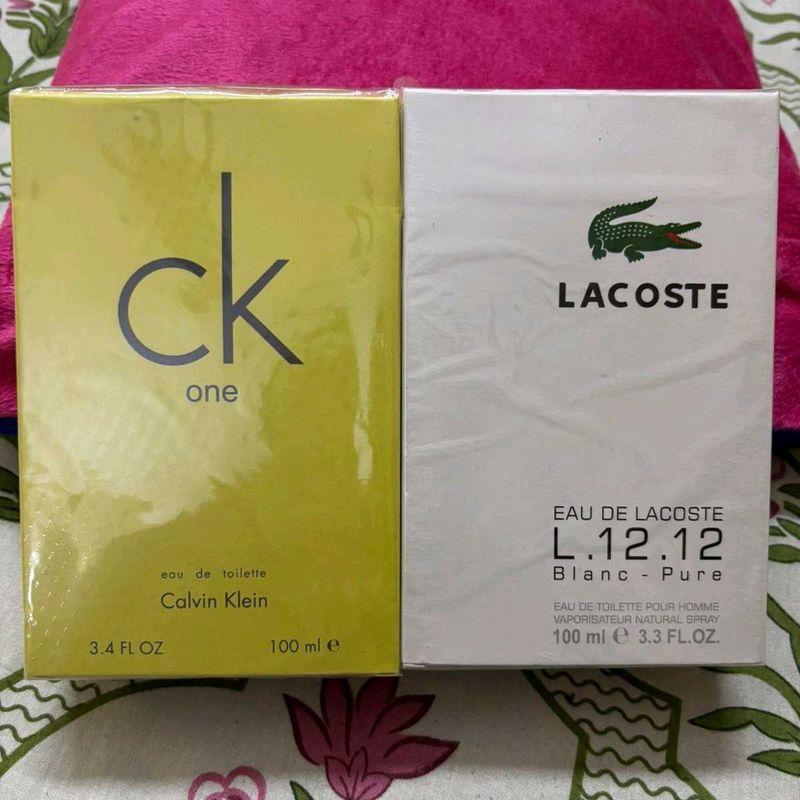 ck
one
eau de toilette
Calvin Klein
3.4 FL OZ 100 ml ℮
LACOSTE
EAU DE LACOSTE
L.12.12
Blanc - Pure
EAU DE TOILETTE POUR HOMME
VAPORISATEUR NATURAL SPRAY
100 ml ℮ 3.3 FL.OZ.